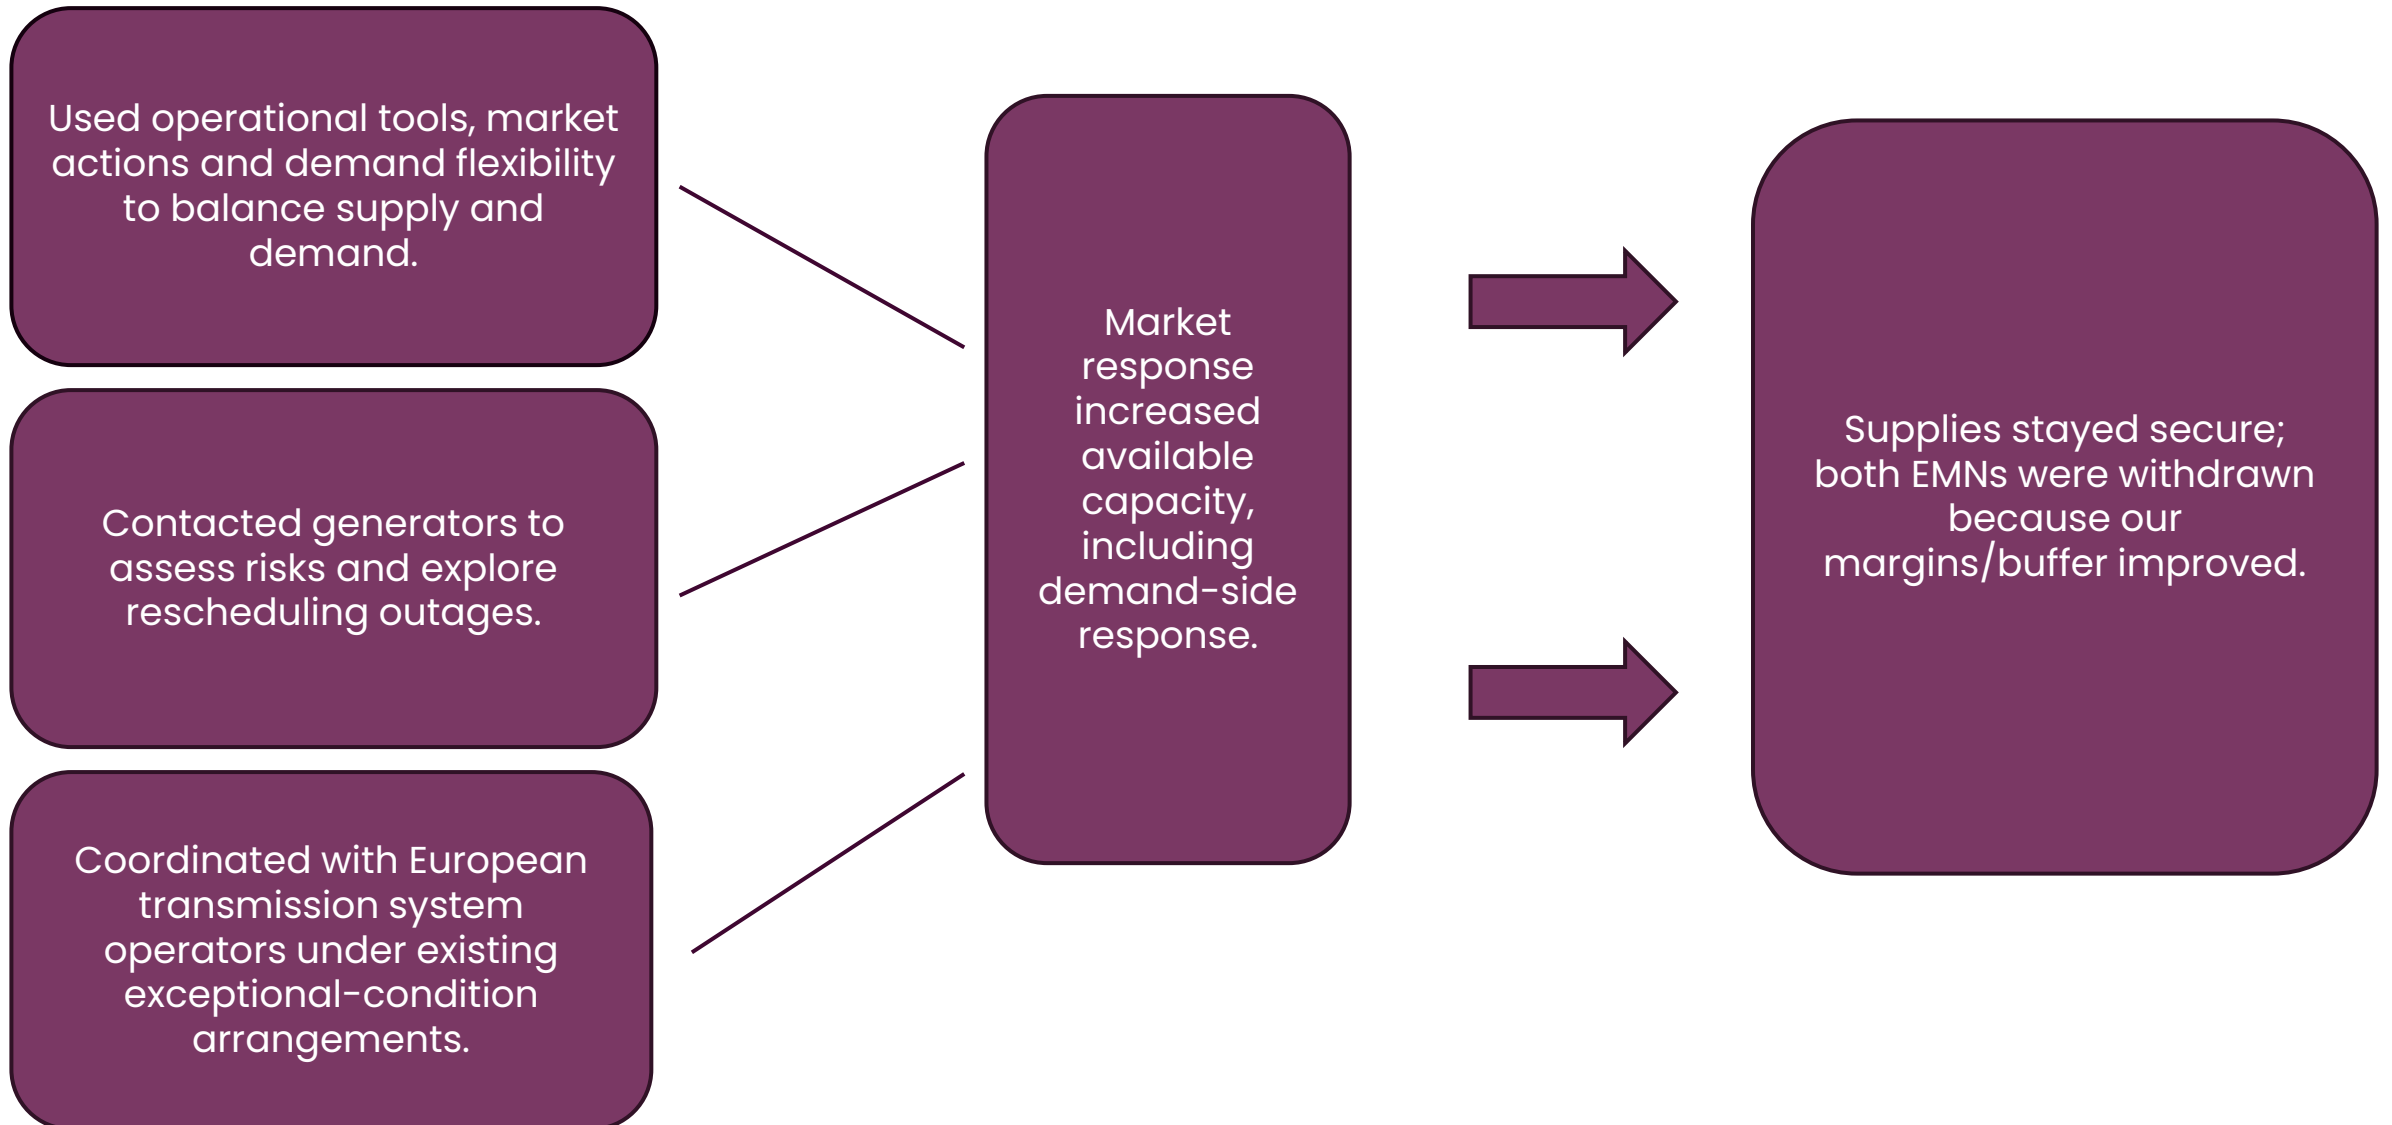 Used operational tools, market
actions and demand flexibility
to balance supply and
demand.
Contacted generators to
assess risks and explore
rescheduling outages.
Coordinated with European
transmission system
operators under existing
exceptional-condition
arrangements.
Market
response
increased
available
capacity,
including
demand-side
response.
Supplies stayed secure;
both EMNs were withdrawn
because our
margins/buffer improved.